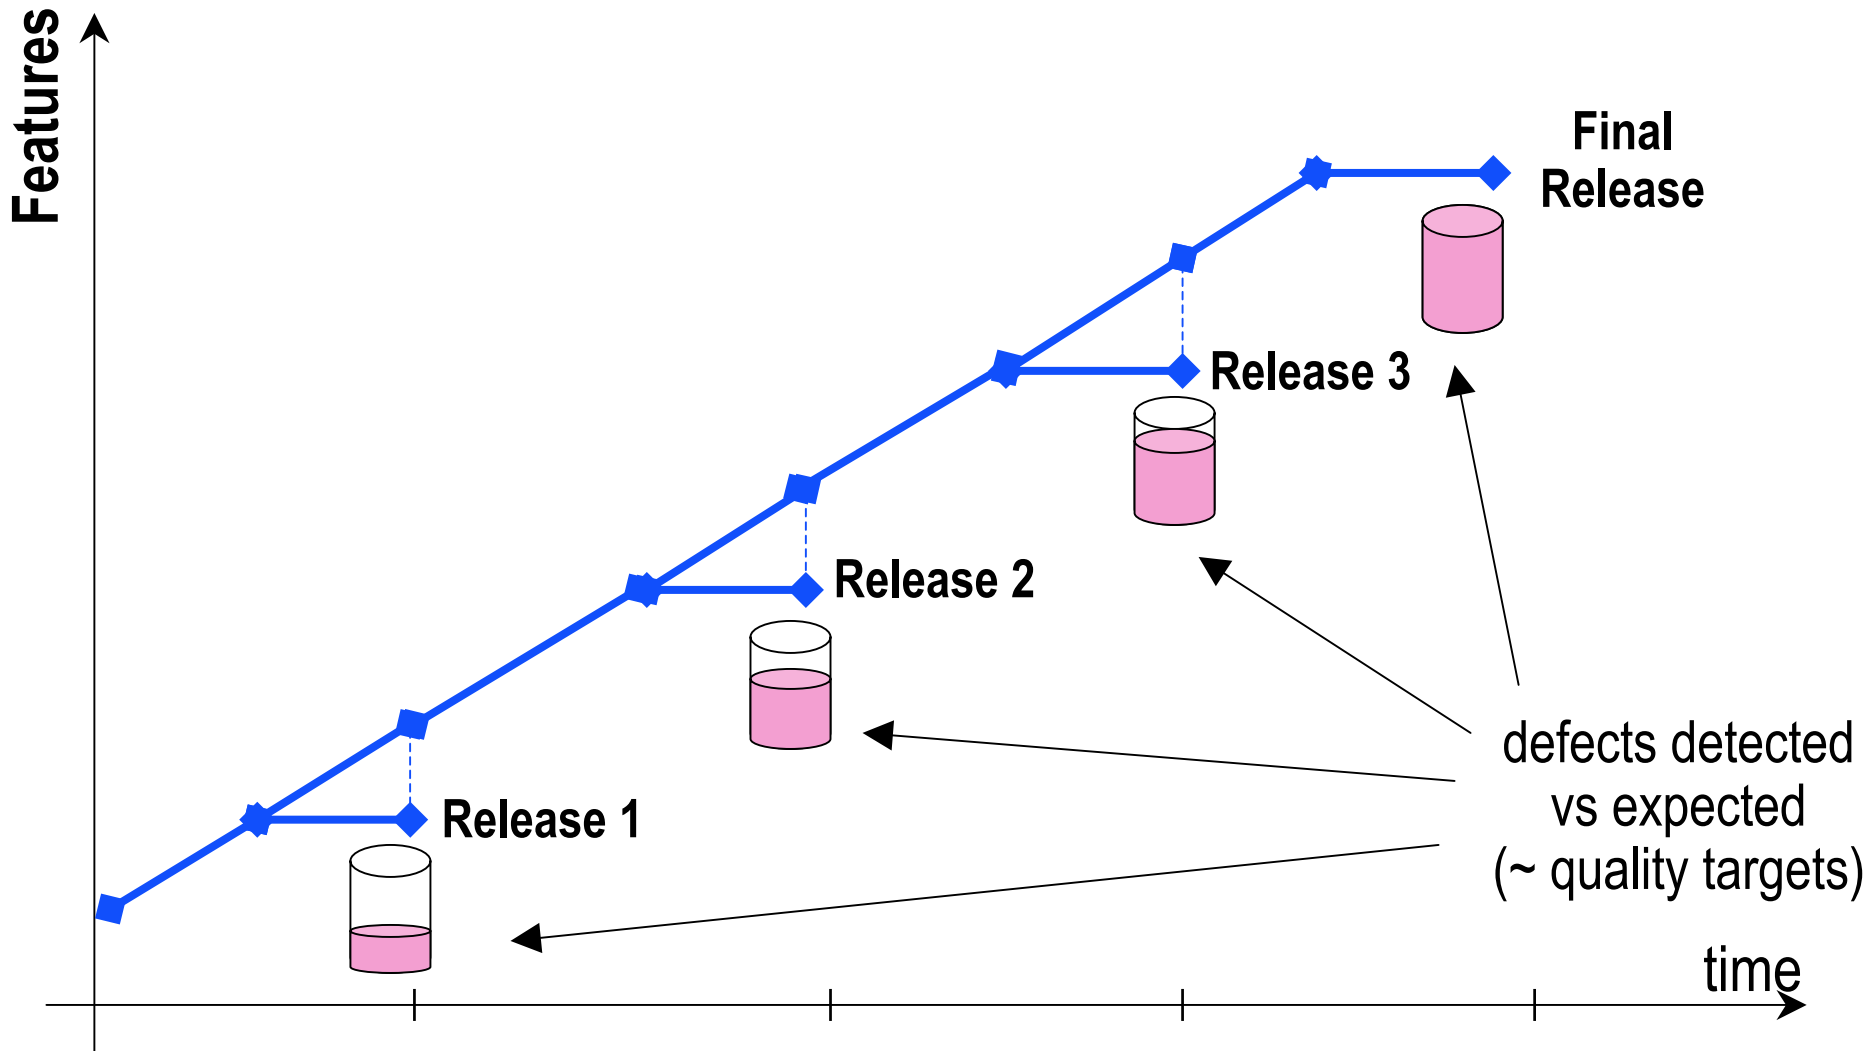 Features
Final
Release
Release 3
Release 2
Release 1
defects detected
vs expected
(~ quality targets)
time